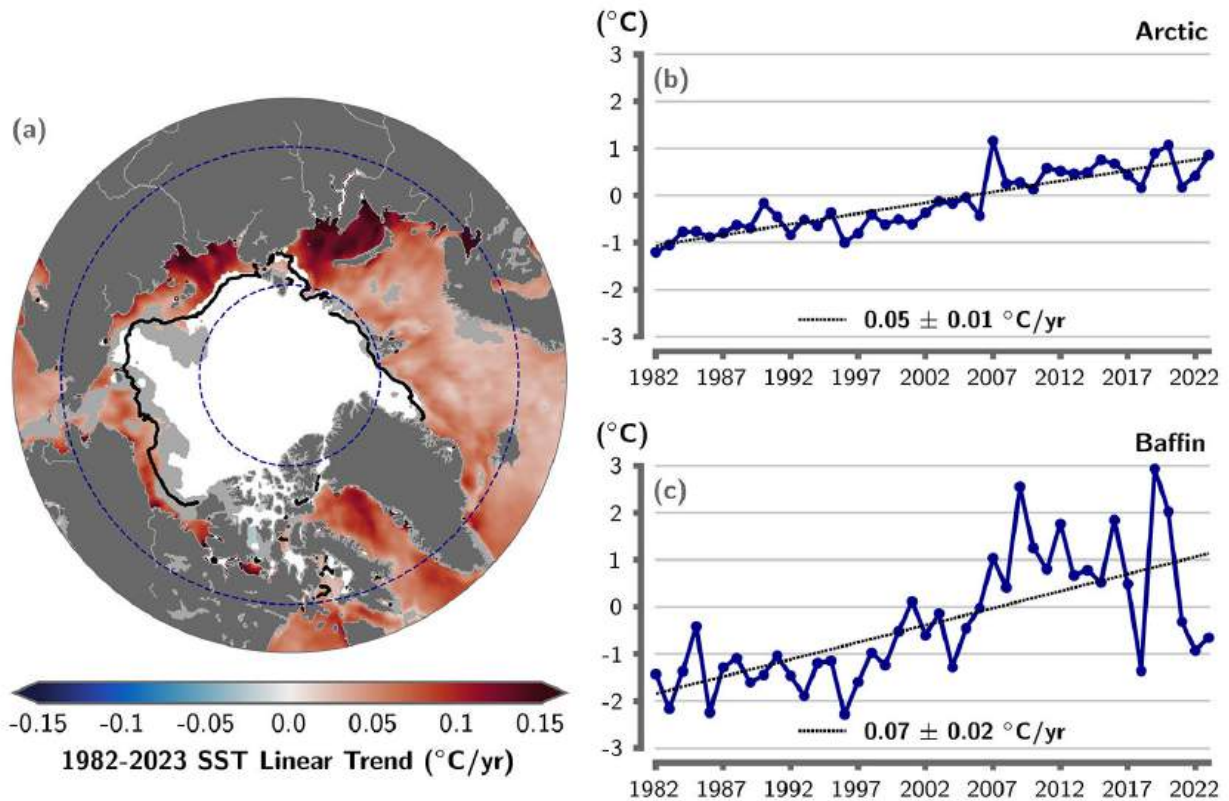 (a)
-0.15 -0.1 -0.05 0.0 0.05 0.1 0.15
1982-2023 SST Linear Trend (°C/yr)
(°C)
Arctic
(b)
3
2
1
0
-1
-2
-3
0.05 ± 0.01 °C/yr
1982 1987 1992 1997 2002 2007 2012 2017 2022
(°C)
Baffin
(c)
3
2
1
0
-1
-2
-3
0.07 ± 0.02 °C/yr
1982 1987 1992 1997 2002 2007 2012 2017 2022